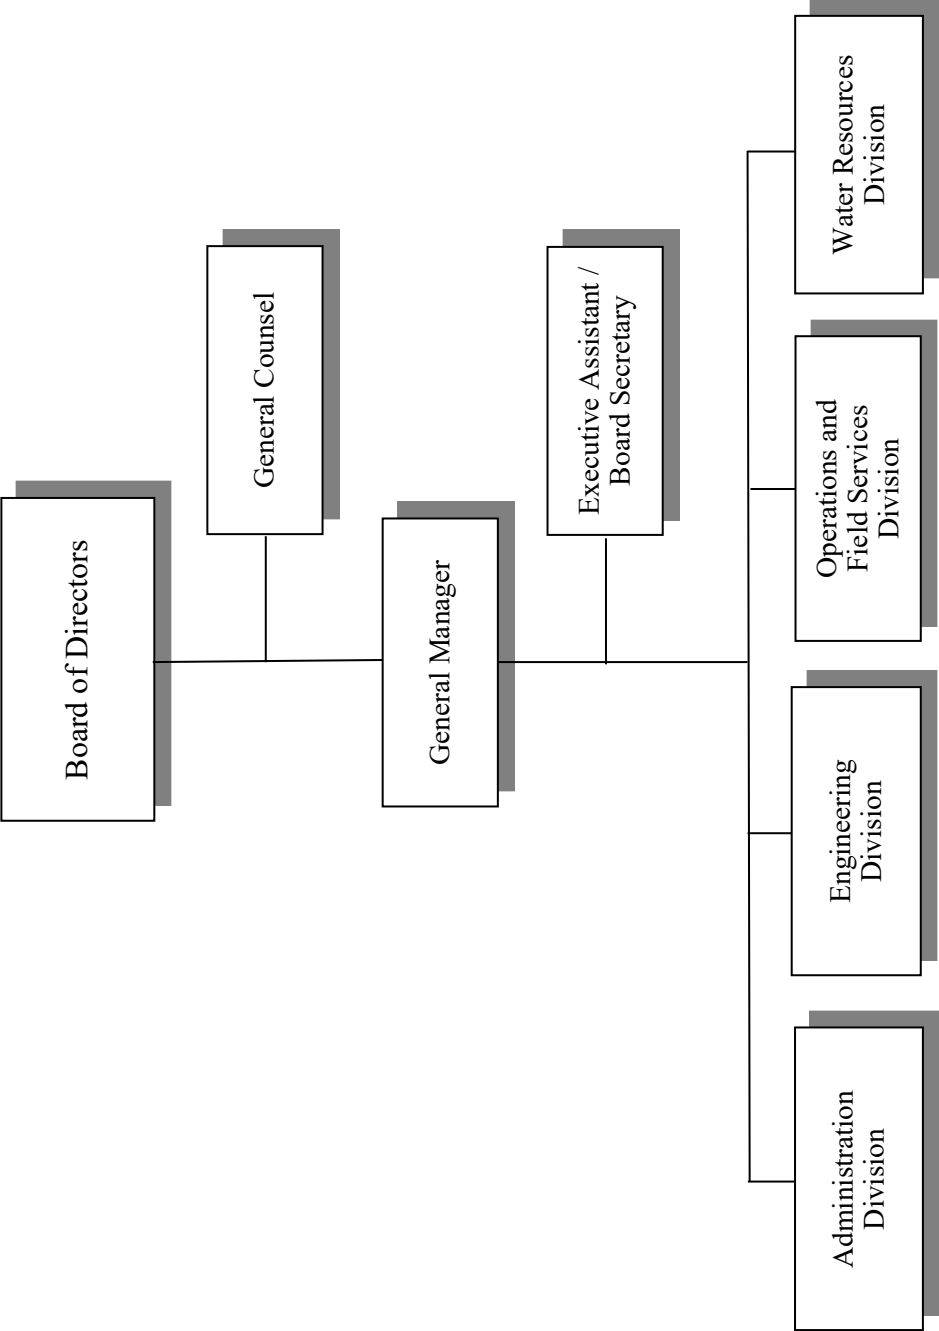 Board of Directors
General Counsel
General Manager
Executive Assistant /
Board Secretary
Administration
Division
Engineering
Division
Operations and
Field Services
Division
Water Resources
Division